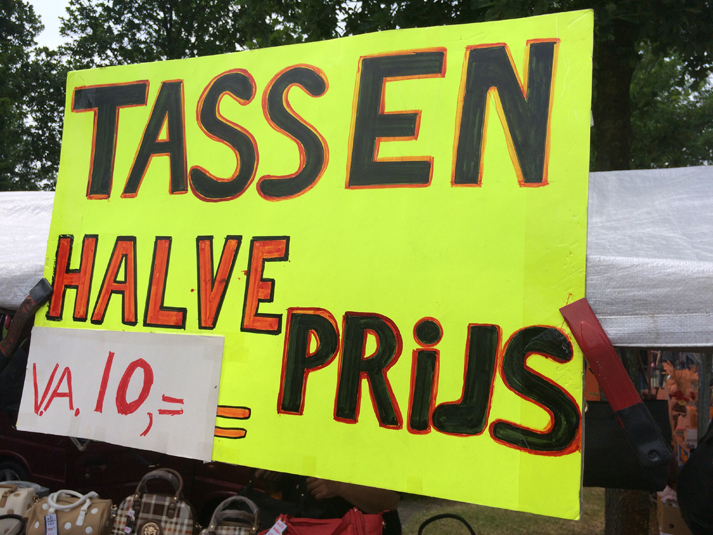 TASSEN
HALVE
PRIJS
V.A. 10,=